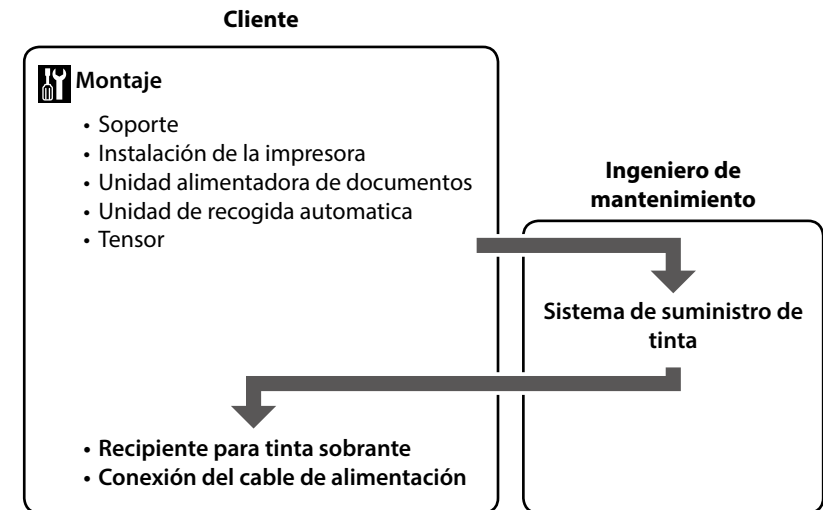 Cliente
Montaje
• Soporte
• Instalación de la impresora
• Unidad alimentadora de documentos
• Unidad de recogida automatica
• Tensor
Ingeniero de
mantenimiento
Sistema de suministro de
tinta
• Recipiente para tinta sobrante
• Conexión del cable de alimentación